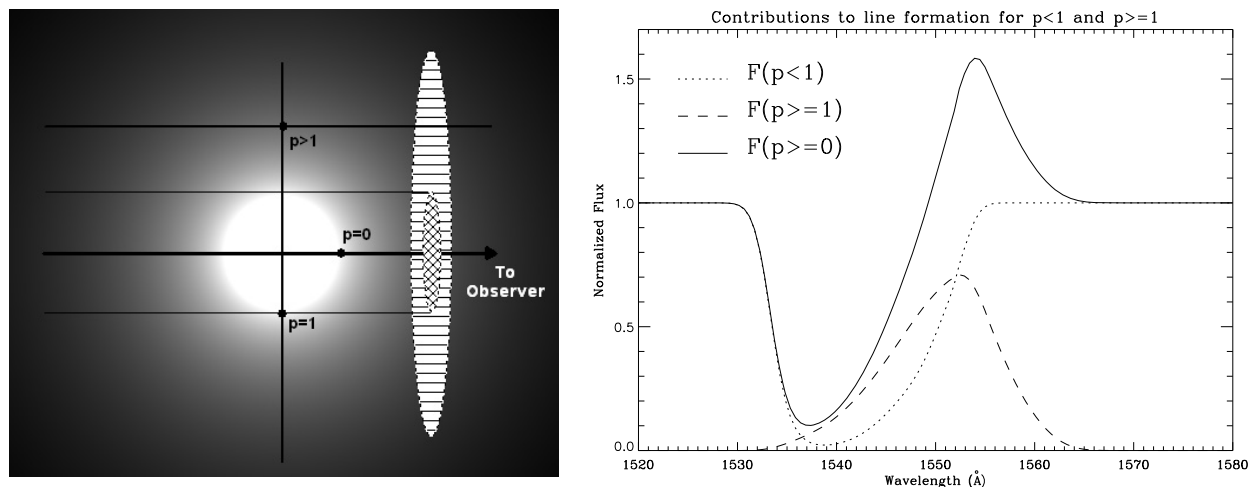 p>1
p=0
To
Observer
p=1
Contributions to line formation for p<1 and p>=1
F(p<1)
F(p>=1)
F(p>=0)
Normalized Flux
1.5
1.0
0.5
0.0
1520
1530
1540
1550
1560
1570
1580
Wavelength (Å)